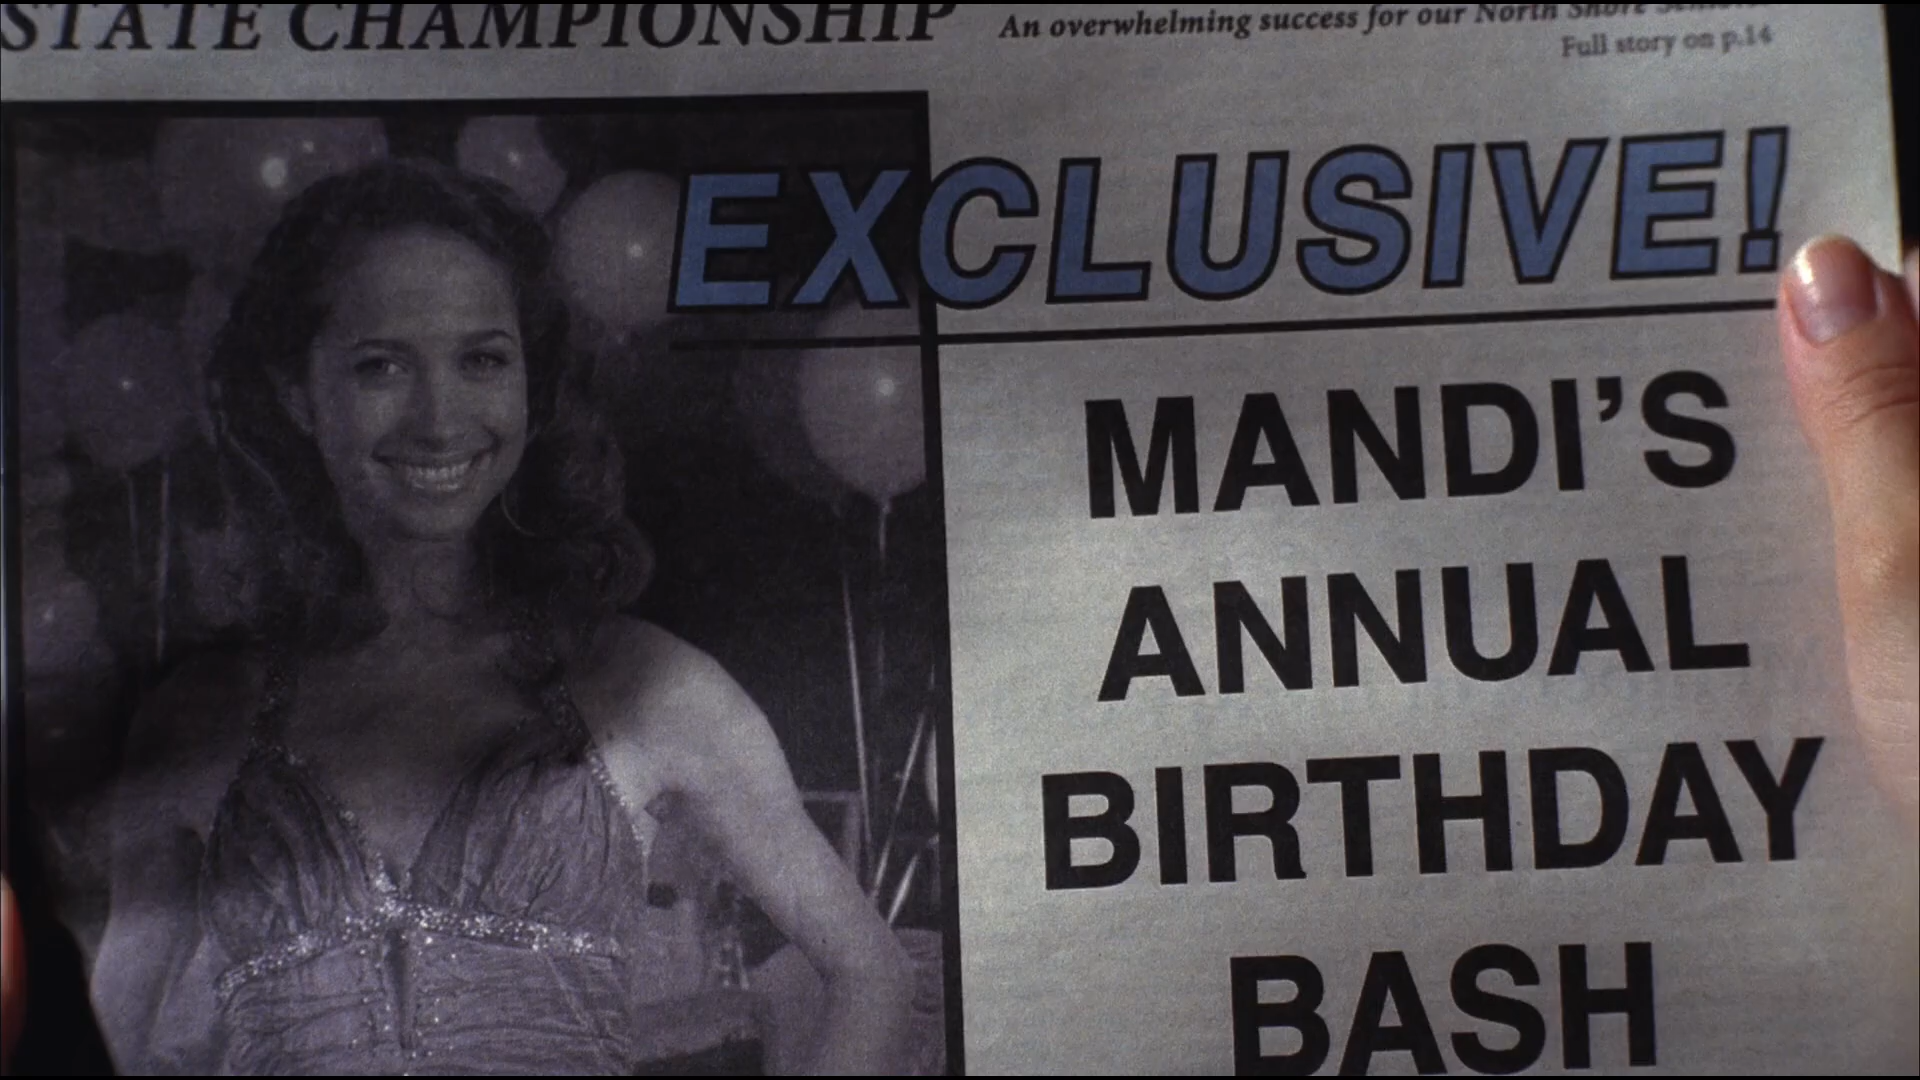 STATE CHAMPIONSHIP
An overwhelming success for our North Shore
Full story on p.14
EXCLUSIVE!
MANDI'S
ANNUAL
BIRTHDAY
BASH